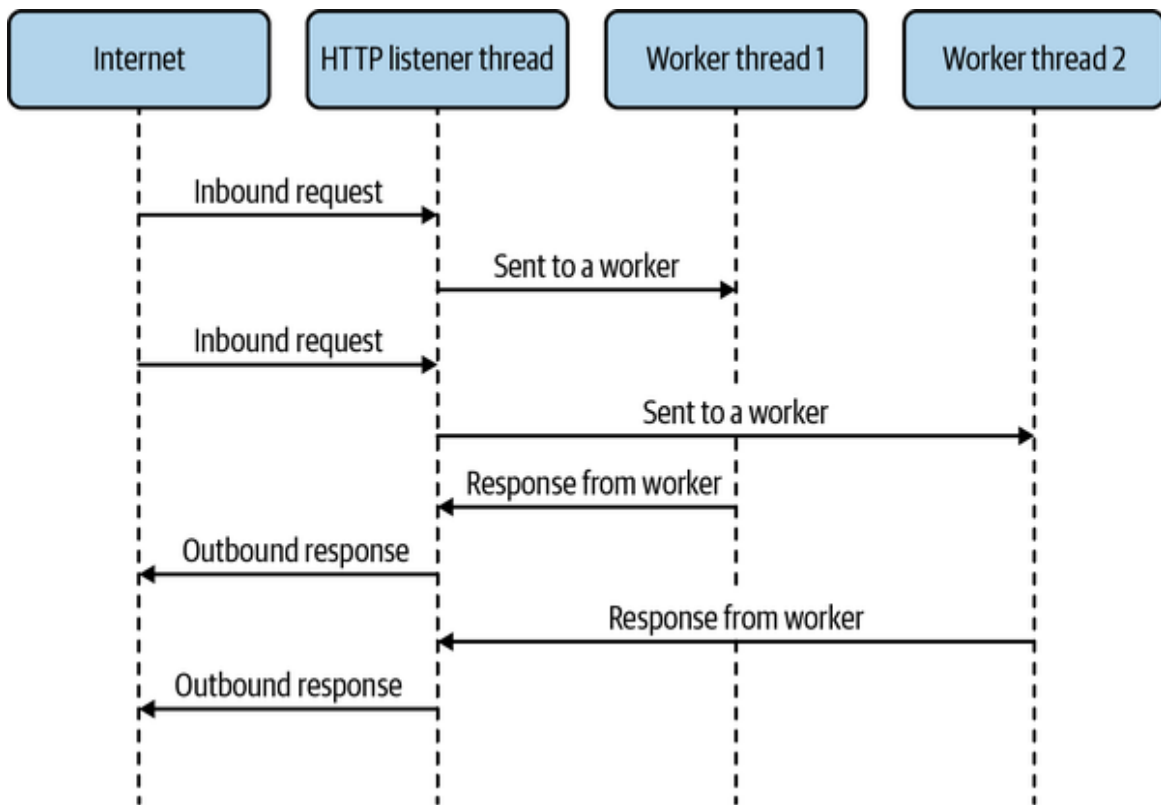 Internet
HTTP listener thread
Worker thread 1
Worker thread 2
Inbound request
Sent to a worker
Inbound request
Sent to a worker
Response from worker
Outbound response
Response from worker
Outbound response